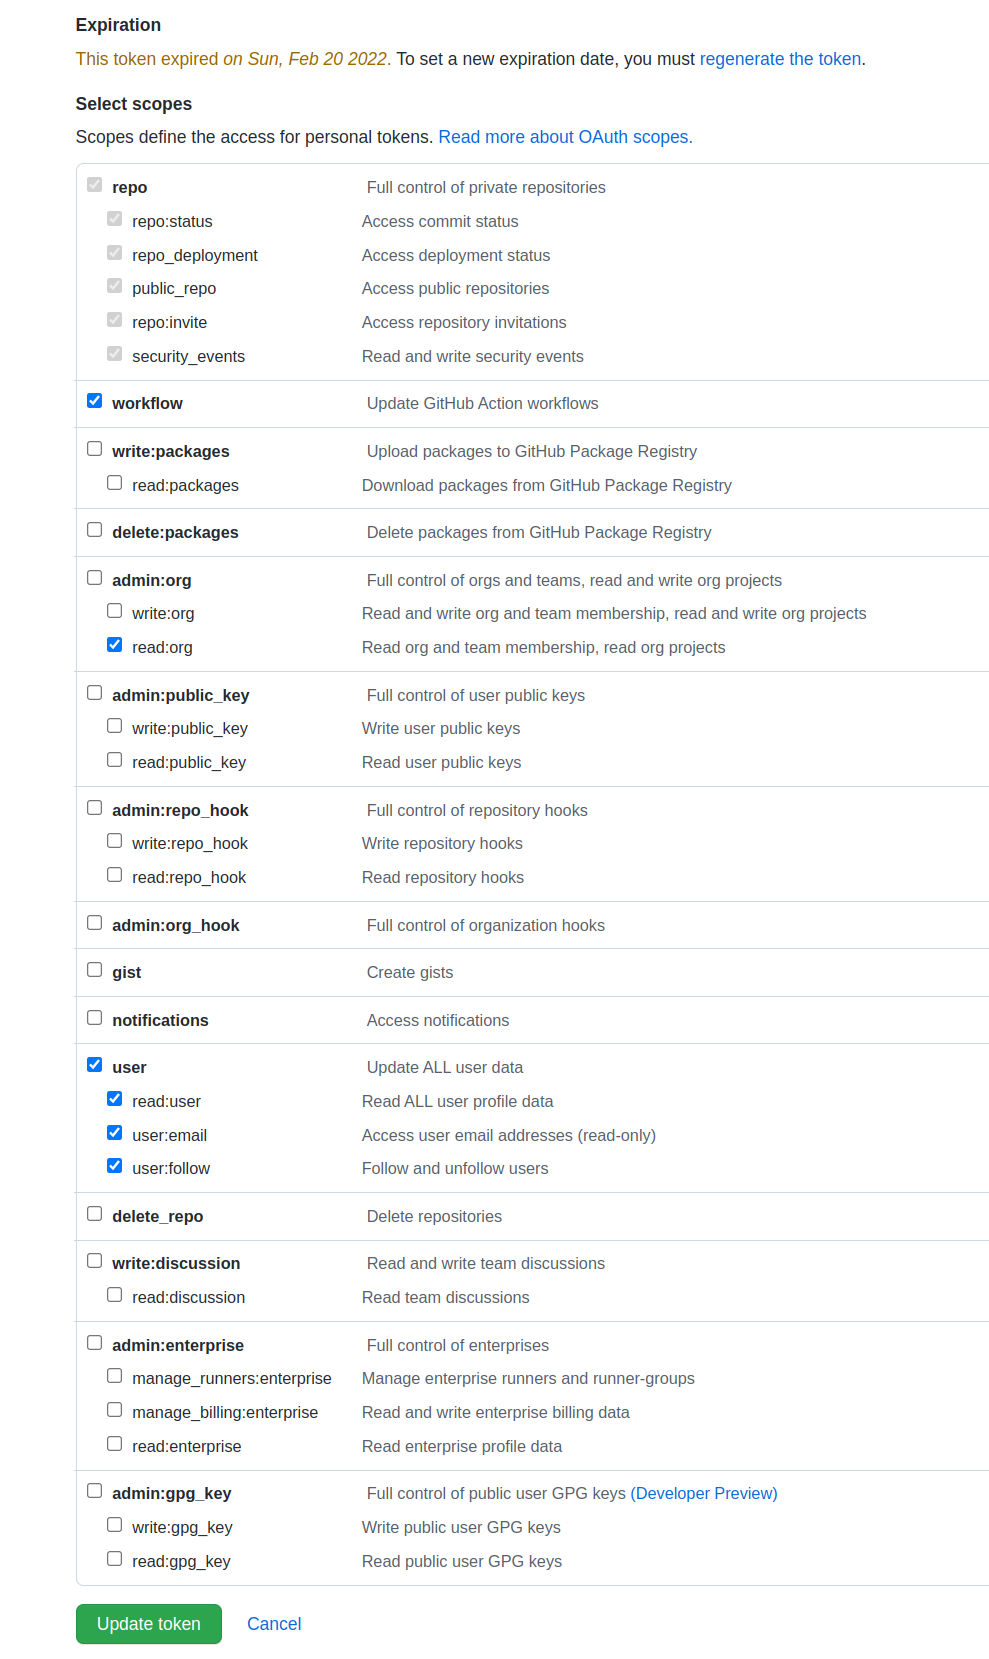 Expiration
This token expired on Sun, Feb 20 2022. To set a new expiration date, you must regenerate the token.
Select scopes
Scopes define the access for personal tokens. Read more about OAuth scopes.
repo Full control of private repositories
repo:status Access commit status
repo_deployment Access deployment status
public_repo Access public repositories
repo:invite Access repository invitations
security_events Read and write security events
workflow Update GitHub Action workflows
write:packages Upload packages to GitHub Package Registry
read:packages Download packages from GitHub Package Registry
delete:packages Delete packages from GitHub Package Registry
admin:org Full control of orgs and teams, read and write org projects
write:org Read and write org and team membership, read and write org projects
read:org Read org and team membership, read org projects
admin:public_key Full control of user public keys
write:public_key Write user public keys
read:public_key Read user public keys
admin:repo_hook Full control of repository hooks
write:repo_hook Write repository hooks
read:repo_hook Read repository hooks
admin:org_hook Full control of organization hooks
gist Create gists
notifications Access notifications
user Update ALL user data
read:user Read ALL user profile data
user:email Access user email addresses (read-only)
user:follow Follow and unfollow users
delete_repo Delete repositories
write:discussion Read and write team discussions
read:discussion Read team discussions
admin:enterprise Full control of enterprises
manage_runners:enterprise Manage enterprise runners and runner-groups
manage_billing:enterprise Read and write enterprise billing data
read:enterprise Read enterprise profile data
admin:gpg_key Full control of public user GPG keys (Developer Preview)
write:gpg_key Write public user GPG keys
read:gpg_key Read public user GPG keys
Update token Cancel